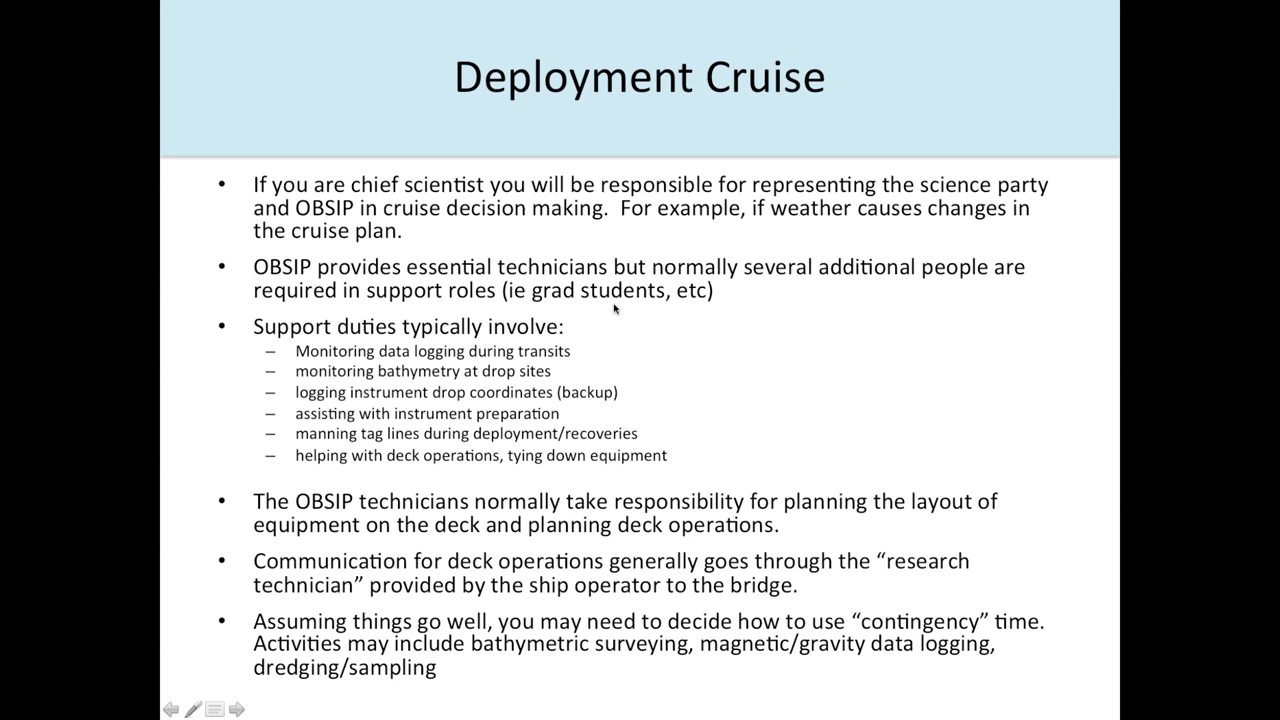 Deployment Cruise
• If you are chief scientist you will be responsible for representing the science party
and OBSIP in cruise decision making.  For example, if weather causes changes in
the cruise plan.
• OBSIP provides essential technicians but normally several additional people are
required in support roles (ie grad students, etc)
• Support duties typically involve:
– Monitoring data logging during transits
– monitoring bathymetry at drop sites
– logging instrument drop coordinates (backup)
– assisting with instrument preparation
– manning tag lines during deployment/recoveries
– helping with deck operations, tying down equipment
• The OBSIP technicians normally take responsibility for planning the layout of
equipment on the deck and planning deck operations.
• Communication for deck operations generally goes through the “research
technician” provided by the ship operator to the bridge.
• Assuming things go well, you may need to decide how to use “contingency” time.
Activities may include bathymetric surveying, magnetic/gravity data logging,
dredging/sampling